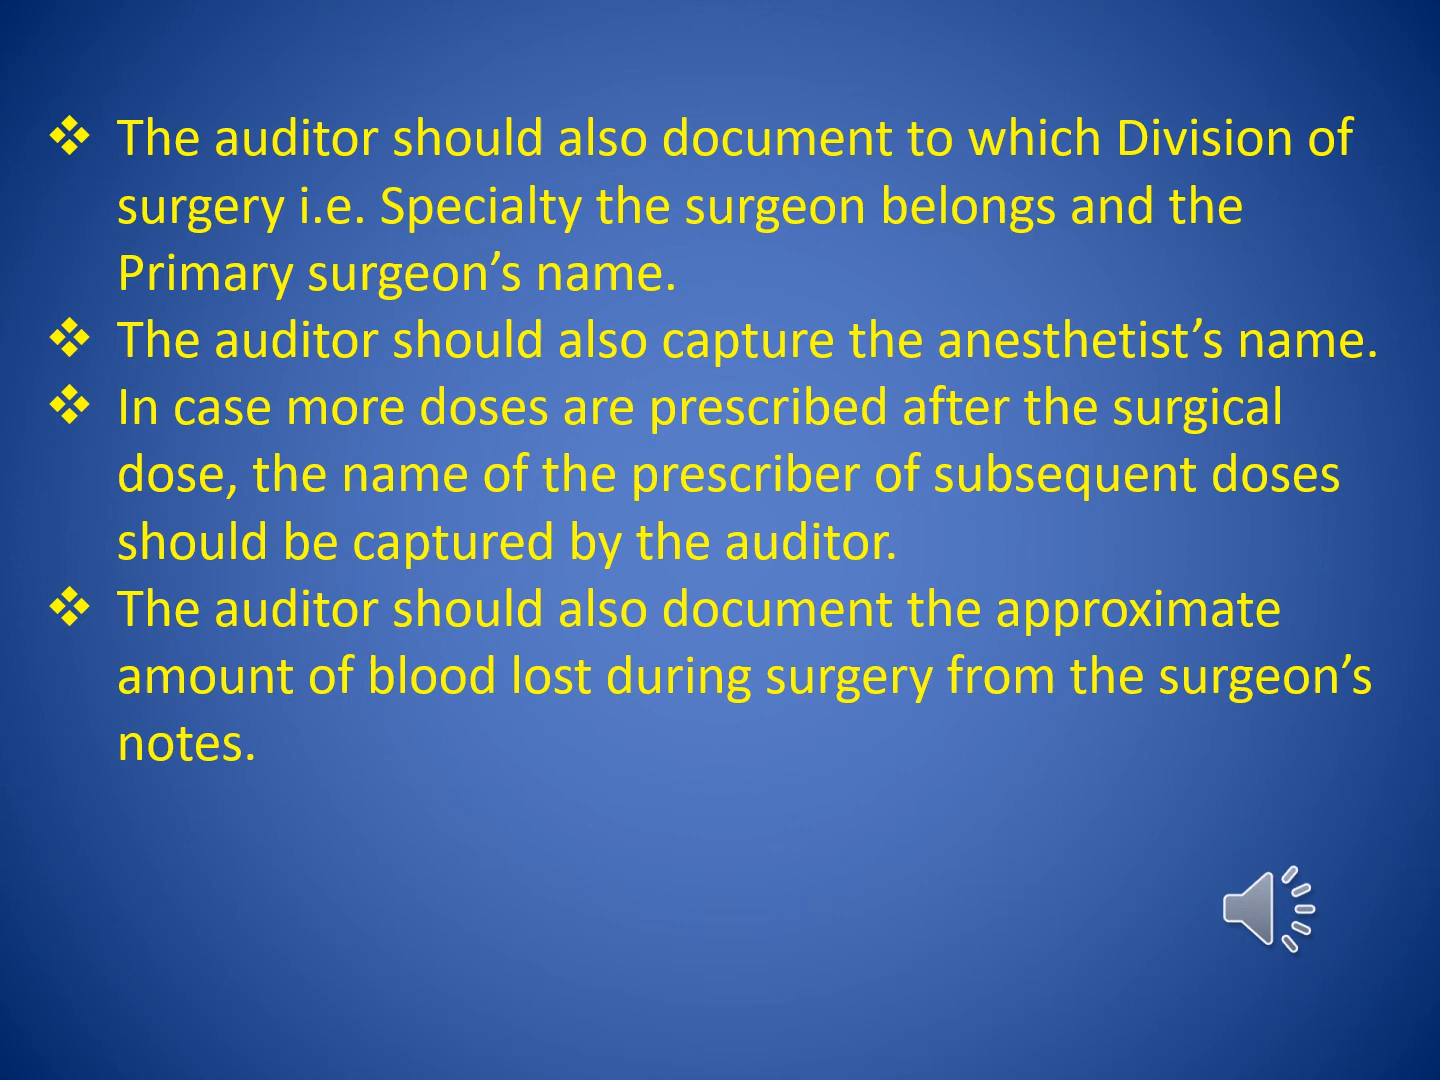 ❖ The auditor should also document to which Division of
surgery i.e. Specialty the surgeon belongs and the
Primary surgeon’s name.
❖ The auditor should also capture the anesthetist’s name.
❖ In case more doses are prescribed after the surgical
dose, the name of the prescriber of subsequent doses
should be captured by the auditor.
❖ The auditor should also document the approximate
amount of blood lost during surgery from the surgeon’s
notes.